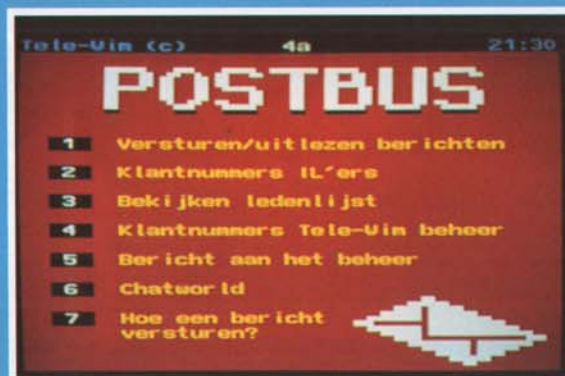 Tele-Vim (c) 4a 21:30
POSTBUS
1 Versturen/uitlezen berichten
2 Klantnummers IL'ers
3 Bekijken ledenlijst
4 Klantnummers Tele-Vim beheer
5 Bericht aan het beheer
6 Chatworld
7 Hoe een bericht
versturen?